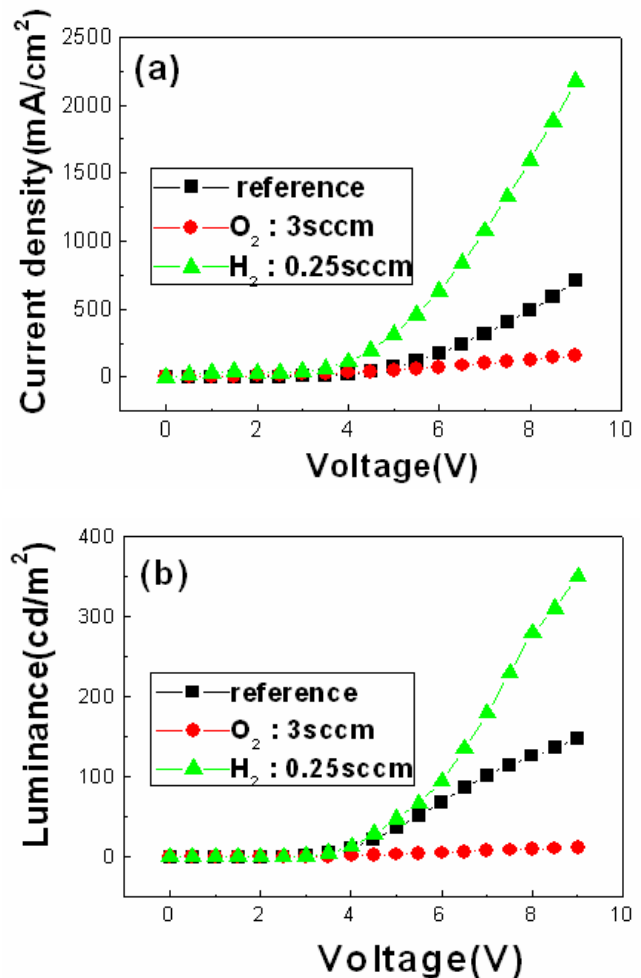 (a)
Current density(mA/cm²)
2500
2000
1500
1000
500
0
reference
O₂ : 3sccm
H₂ : 0.25sccm
0 2 4 6 8 10
Voltage(V)
(b)
Luminance(cd/m²)
400
300
200
100
0
reference
O₂ : 3sccm
H₂ : 0.25sccm
0 2 4 6 8 10
Voltage(V)